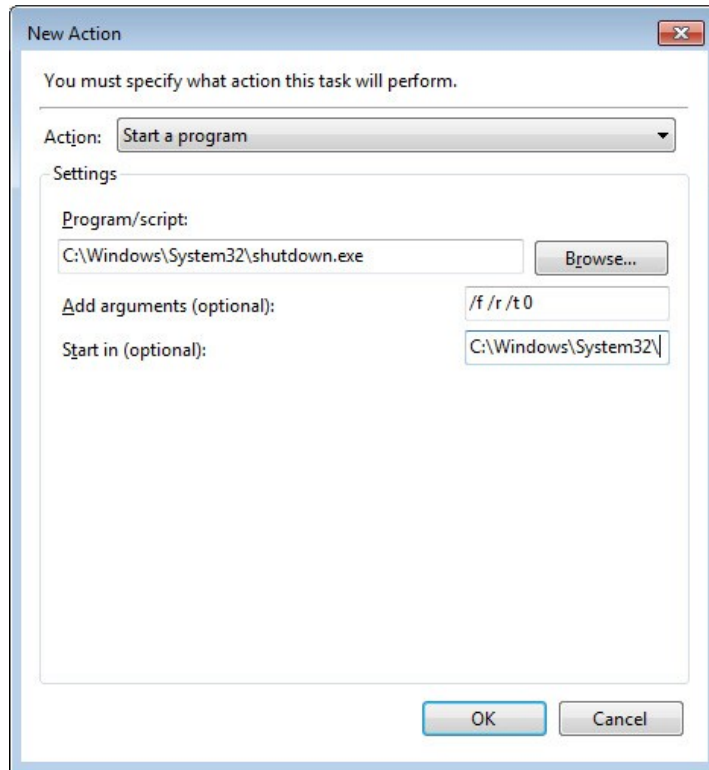 New Action
You must specify what action this task will perform.
Action: Start a program
Settings
Program/script:
C:\Windows\System32\shutdown.exe Browse...
Add arguments (optional): /f /r /t 0
Start in (optional): C:\Windows\System32\
OK Cancel